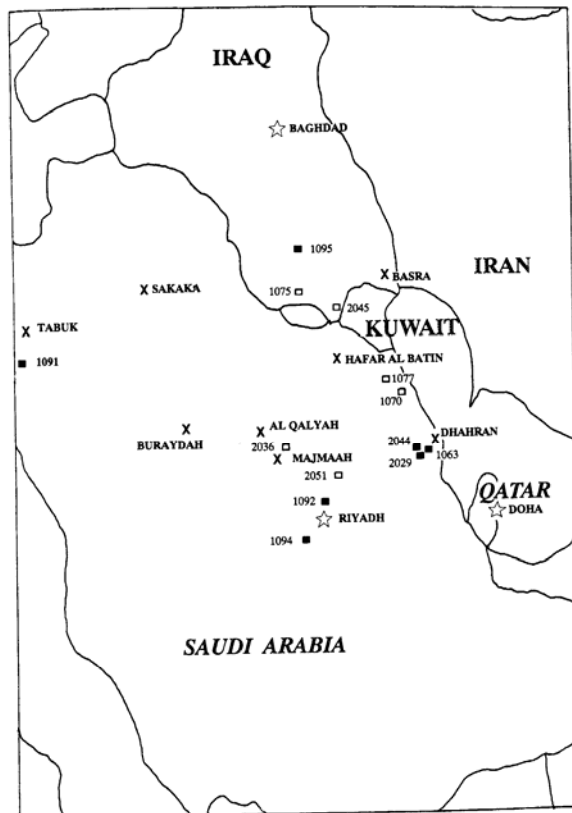 IRAQ
BAGHDAD
1095
BASRA
IRAN
SAKAKA
1075
2045
TABUK
KUWAIT
1091
HAFAR AL BATIN
1077
1070
AL QALYAH
BURAYDAH
DHAHRAN
2036
2044
1063
MAJMAAH
2029
2051
QATAR
1092
DOHA
RIYADH
1094
SAUDI ARABIA